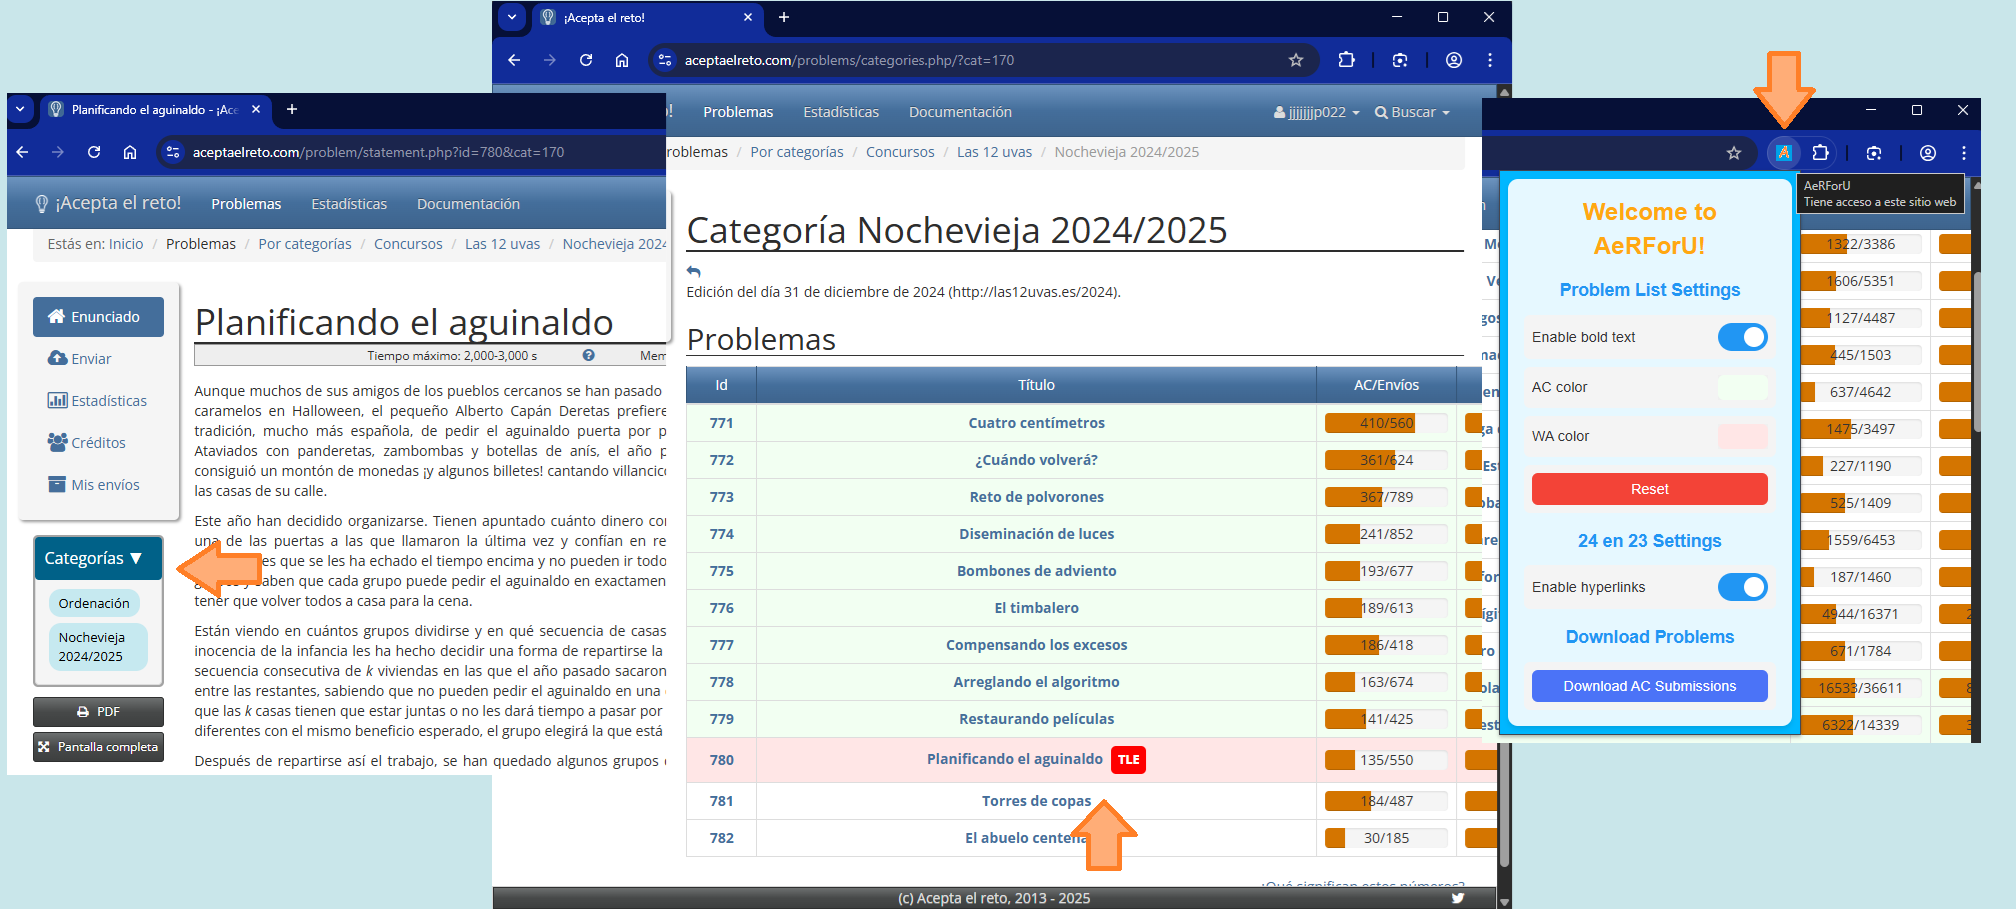 Planificando el aguinaldo - ¡Ace
aceptaelreto.com/problem/statement.php?id=780&cat=170
¡Acepta el reto!
Problemas
Estadísticas
Documentación
Estás en: Inicio / Problemas / Por categorías / Concursos / Las 12 uvas / Nochevieja 2024
Enunciado
Enviar
Estadísticas
Créditos
Mis envíos
Categorías ▼
Ordenación
Nochevieja
2024/2025
PDF
Pantalla completa
Planificando el aguinaldo
Tiempo máximo: 2,000-3,000 s
Mem
Aunque muchos de sus amigos de los pueblos cercanos se han pasado
caramelos en Halloween, el pequeño Alberto Capán Deretas prefiere
tradición, mucho más española, de pedir el aguinaldo puerta por p
Ataviados con panderetas, zambombas y botellas de anís, el año p
consiguió un montón de monedas ¡y algunos billetes! cantando villancic
las casas de su calle.
Este año han decidido organizarse. Tienen apuntado cuánto dinero cor
una de las puertas a las que llamaron la última vez y confían en re
es que se les ha echado el tiempo encima y no pueden ir todo
saben que cada grupo puede pedir el aguinaldo en exactamen
tener que volver todos a casa para la cena.
Están viendo en cuántos grupos dividirse y en qué secuencia de casas
inocencia de la infancia les ha hecho decidir una forma de repartirse la
secuencia consecutiva de k viviendas en las que el año pasado sacaron
entre las restantes, sabiendo que no pueden pedir el aguinaldo en una
que las k casas tienen que estar juntas o no les dará tiempo a pasar por
diferentes con el mismo beneficio esperado, el grupo elegirá la que está
Después de repartirse así el trabajo, se han quedado algunos grupos
¡Acepta el reto!
aceptaelreto.com/problems/categories.php/?cat=170
o!
Problemas
Estadísticas
Documentación
jjjjjjjp022
Buscar
roblemas / Por categorías / Concursos / Las 12 uvas / Nochevieja 2024/2025
Categoría Nochevieja 2024/2025
Edición del día 31 de diciembre de 2024 (http://las12uvas.es/2024).
Problemas
Id Título AC/Envíos
771 Cuatro centímetros 410/560
772 ¿Cuándo volverá? 361/624
773 Reto de polvorones 367/789
774 Diseminación de luces 241/852
775 Bombones de adviento 193/677
776 El timbalero 189/613
777 Compensando los excesos 186/418
778 Arreglando el algoritmo 163/674
779 Restaurando películas 141/425
780 Planificando el aguinaldo TLE 135/550
781 Torres de copas 184/487
782 El abuelo centena 30/185
(c) Acepta el reto, 2013 - 2025
AeRForU
Tiene acceso a este sitio web
Welcome to
AeRForU!
Problem List Settings
Enable bold text
AC color
WA color
Reset
24 en 23 Settings
Enable hyperlinks
Download Problems
Download AC Submissions
1322/3386
1606/5351
1127/4487
445/1503
637/4642
1475/3497
227/1190
525/1409
1559/6453
187/1460
4944/16371
671/1784
16533/36611
6322/14339